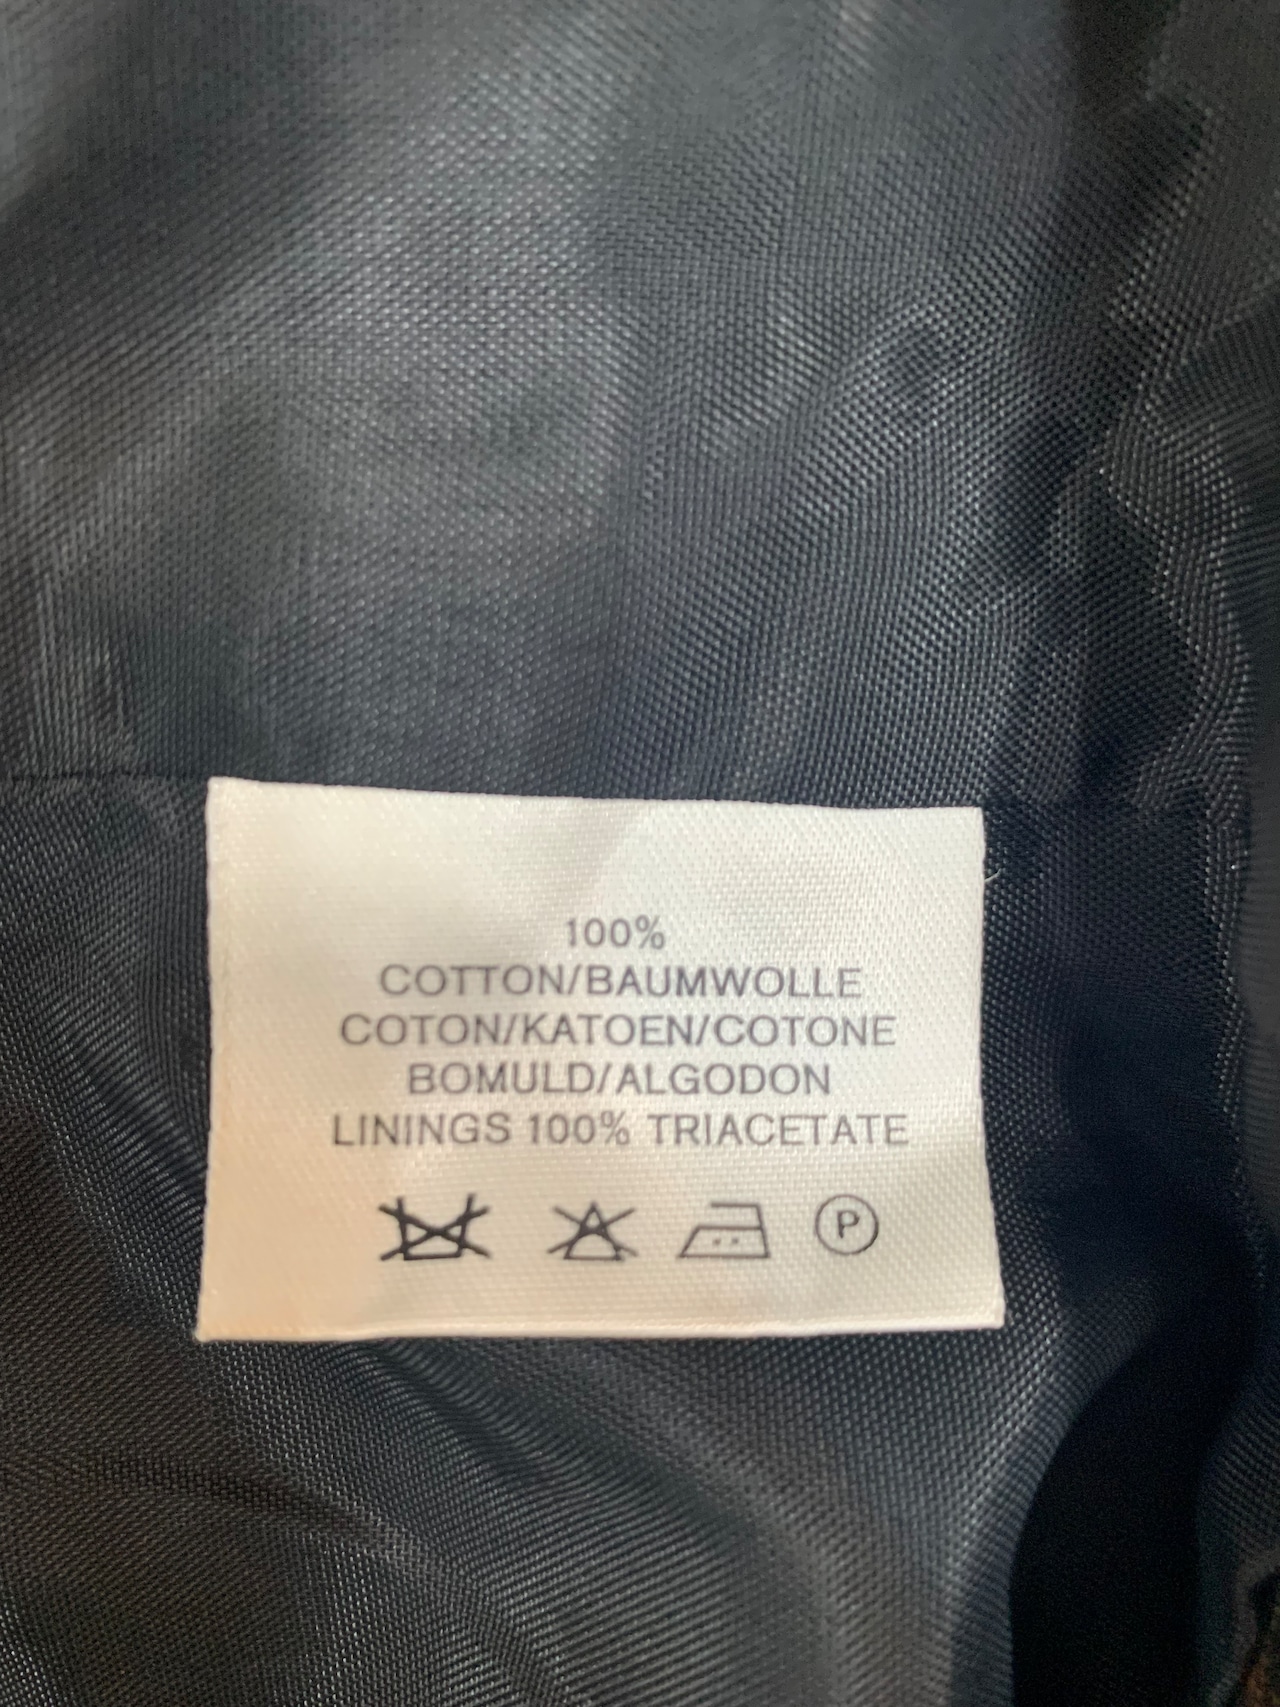 100%
COTTON/BAUMWOLLE
COTON/KATOEN/COTONE
BOMULD/ALGODON
LININGS 100% TRIACETATE
P